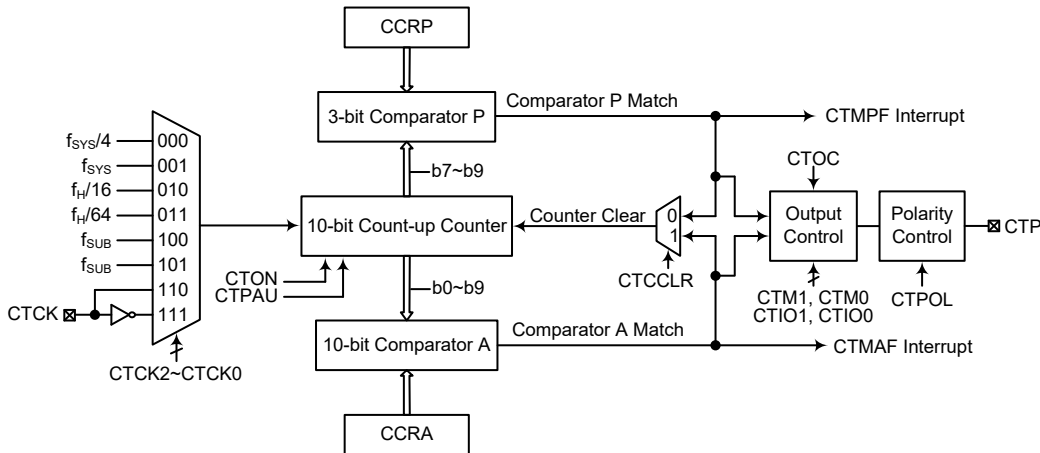 CCRP
3-bit Comparator P
Comparator P Match
CTMPF Interrupt
b7~b9
fSYS/4
fSYS
fH/16
fH/64
fSUB
fSUB
000
001
010
011
100
101
110
111
CTCK
CTCK2~CTCK0
10-bit Count-up Counter
CTON
CTPAU
Counter Clear
0
1
CTCCLR
CTOC
Output
Control
CTM1, CTM0
CTIO1, CTIO0
Polarity
Control
CTPOL
CTP
b0~b9
10-bit Comparator A
Comparator A Match
CTMAF Interrupt
CCRA